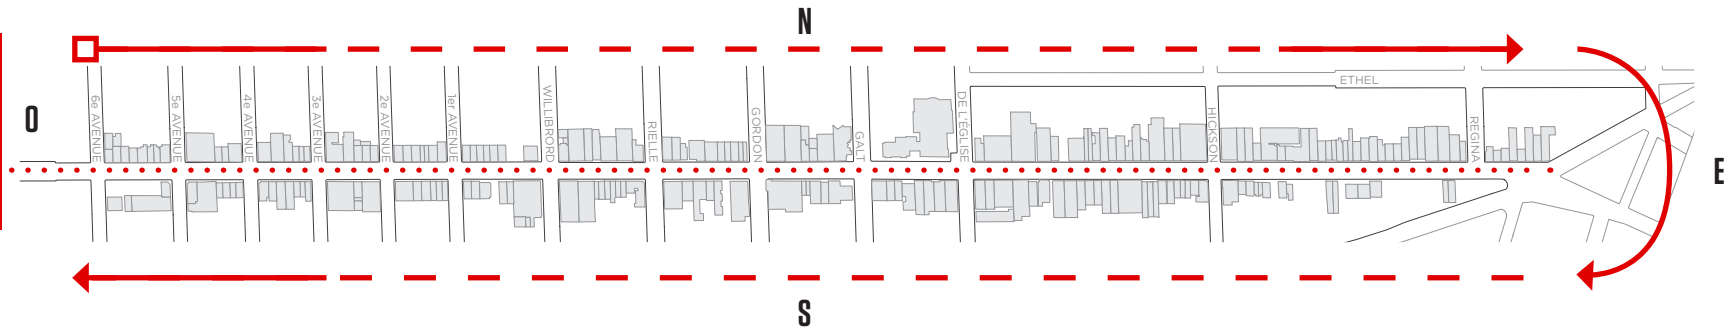 N
ETHEL
O
6e AVENUE
5e AVENUE
4e AVENUE
3e AVENUE
2e AVENUE
1er AVENUE
WILLIBRORD
RIELLE
GORDON
GALT
DE L'ÉGLISE
HICKSON
REGINA
E
S